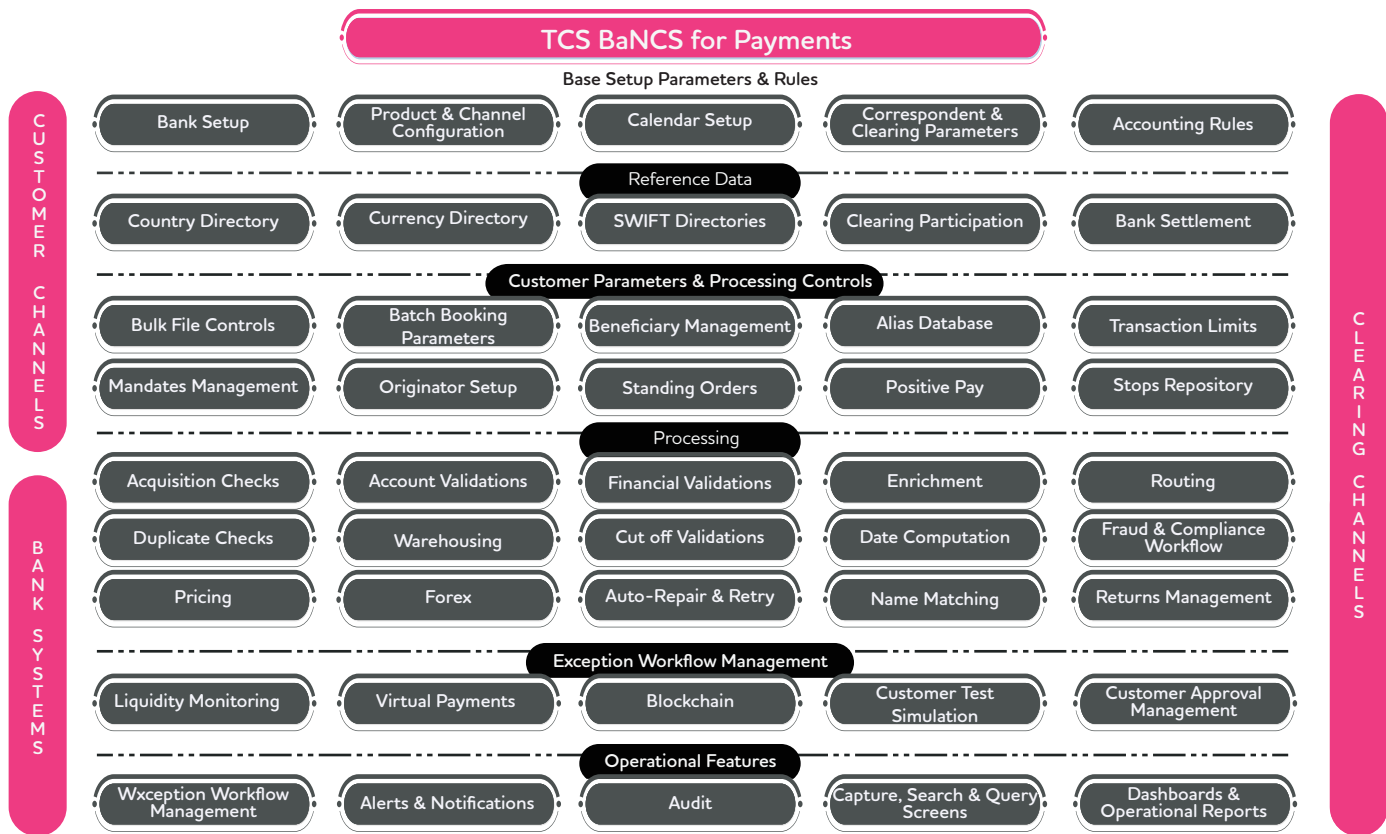 TCS BaNCS for Payments
Base Setup Parameters & Rules
CUSTOMER CHANNELS
BANK SYSTEMS
Bank Setup
Product & Channel
Configuration
Calendar Setup
Correspondent &
Clearing Parameters
Accounting Rules
Reference Data
Country Directory
Currency Directory
SWIFT Directories
Clearing Participation
Bank Settlement
Customer Parameters & Processing Controls
Bulk File Controls
Batch Booking
Parameters
Beneficiary Management
Alias Database
Transaction Limits
Mandates Management
Originator Setup
Standing Orders
Positive Pay
Stops Repository
Processing
Acquisition Checks
Account Validations
Financial Validations
Enrichment
Routing
Duplicate Checks
Warehousing
Cut off Validations
Date Computation
Fraud & Compliance
Workflow
Pricing
Forex
Auto-Repair & Retry
Name Matching
Returns Management
Exception Workflow Management
Liquidity Monitoring
Virtual Payments
Blockchain
Customer Test
Simulation
Customer Approval
Management
Operational Features
Wxception Workflow
Management
Alerts & Notifications
Audit
Capture, Search & Query
Screens
Dashboards &
Operational Reports
CLEARING CHANNELS